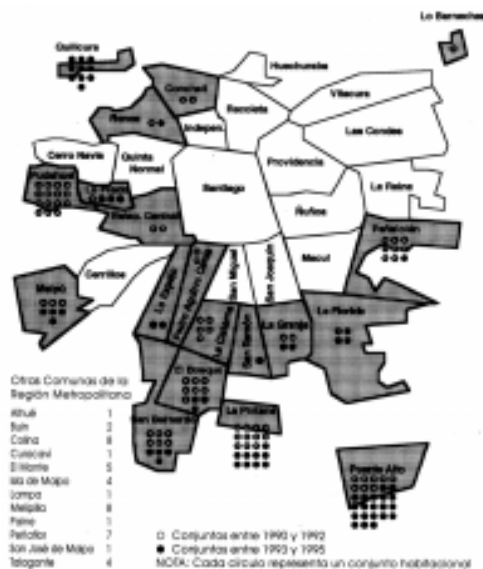 Lo Barnechea
Quilicura
Huechuraba
Conchalí
Vitacura
Renca
Recoleta
Indepen.
Las Condes
Cerro Navia
Quinta
Normal
Providencia
Pudahuel
La Reina
Santiago
Ñuñoa
Peñalolén
Cerrillos
San Miguel
San Joaquín
Macul
Maipú
Lo Espejo
Pedro Aguirre Cerda
La Cisterna
San Ramón
La Granja
La Florida
El Bosque
San Bernardo
La Pintana
Puente Alto
Otras Comunas de la
Región Metropolitana
Alhué 1
Buin 2
Colina 8
Curacaví 1
El Monte 5
Isla de Maipo 4
Lampa 1
Melipilla 8
Paine 1
Peñaflor 7
San José de Maipo 1
Talagante 4
Conjuntos entre 1990 y 1992
Conjuntos entre 1993 y 1995
NOTA: Cada círculo representa un conjunto habitacional